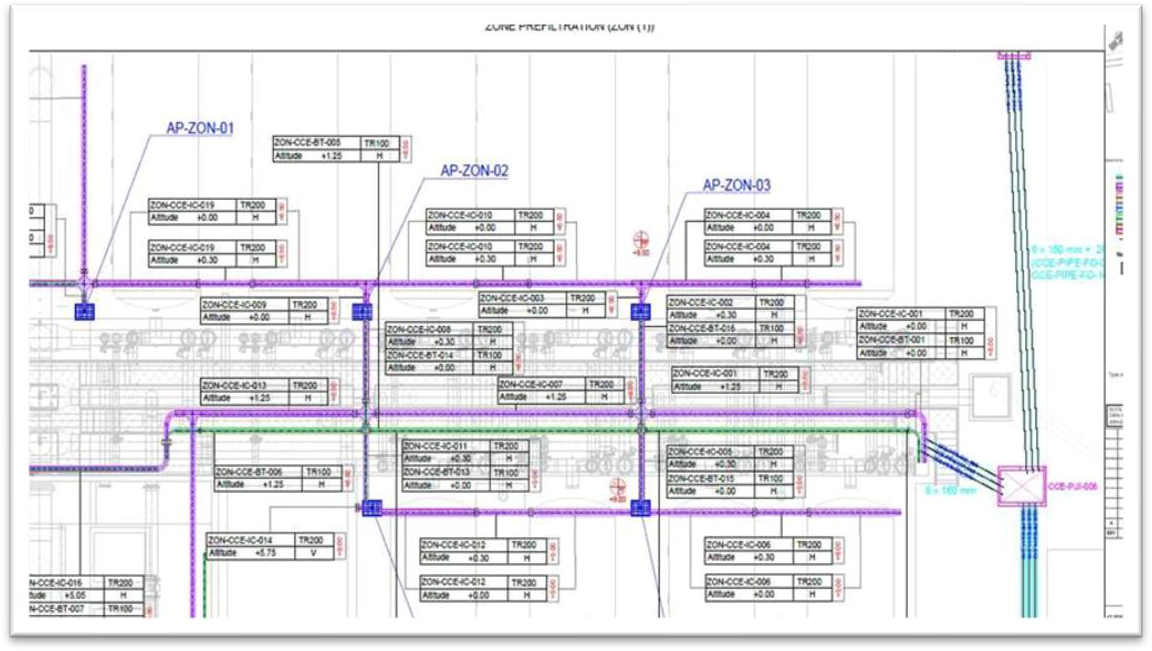 ZONE PREFILTRATION (ZON (1))
AP-ZON-01
ZON-CCE-BT-005 TR100
Altitude +1.25 H
AP-ZON-02
AP-ZON-03
ZON-CCE-IC-019 TR200
Altitude +0.00 H
ZON-CCE-IC-010 TR200
Altitude +0.00 H
ZON-CCE-IC-004 TR200
Altitude +0.00 H
ZON-CCE-IC-019 TR200
Altitude +0.30 H
ZON-CCE-IC-010 TR200
Altitude +0.30 H
ZON-CCE-IC-004 TR200
Altitude +0.30 H
ZON-CCE-IC-009 TR200
Altitude +0.00 H
ZON-CCE-IC-003 TR200
Altitude +0.00 H
ZON-CCE-IC-002 TR200
Altitude +0.30 H
ZON-CCE-BT-016 TR100
Altitude +0.00 H
ZON-CCE-IC-001 TR200
Altitude +0.00 H
ZON-CCE-BT-001 TR100
Altitude +0.00 H
ZON-CCE-IC-008 TR200
Altitude +0.30 H
ZON-CCE-BT-014 TR100
Altitude +0.00 H
ZON-CCE-IC-013 TR200
Altitude +1.25 H
ZON-CCE-IC-007 TR200
Altitude +1.25 H
ZON-CCE-IC-001 TR200
Altitude +1.25 H
ZON-CCE-IC-011 TR200
Altitude +0.30 H
ZON-CCE-BT-013 TR100
Altitude +0.00 H
ZON-CCE-IC-005 TR200
Altitude +0.30 H
ZON-CCE-BT-015 TR100
Altitude +0.00 H
ZON-CCE-BT-006 TR100
Altitude +1.25 H
6 x 160 mm
CCE-PUI-006
ZON-CCE-IC-014 TR200
Altitude +5.75 V
ZON-CCE-IC-012 TR200
Altitude +0.30 H
ZON-CCE-IC-006 TR200
Altitude +0.30 H
ZON-CCE-IC-012 TR200
Altitude +0.00 H
ZON-CCE-IC-006 TR200
Altitude +0.00 H
N-CCE-IC-016 TR200
tude +5.05 H
N-CCE-BT-007 TR100